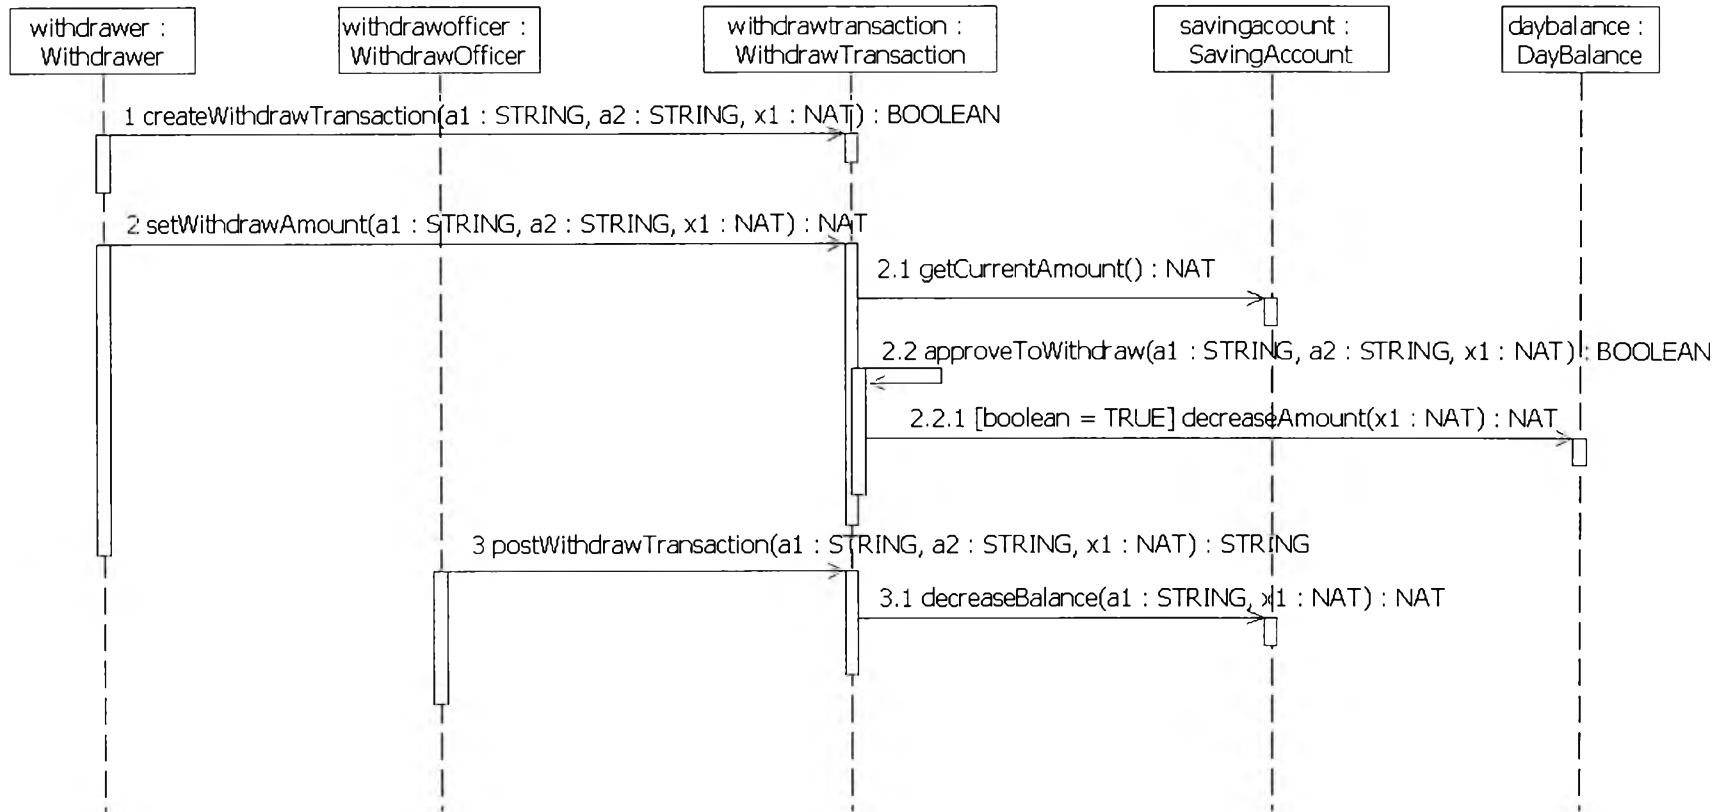 withdrawer :
Withdrawer
withdrawofficer :
WithdrawOfficer
withdrawtransaction :
WithdrawTransaction
savingaccount :
SavingAccount
daybalance :
DayBalance
1 createWithdrawTransaction(a1 : STRING, a2 : STRING, x1 : NAT) : BOOLEAN
2 setWithdrawAmount(a1 : STRING, a2 : STRING, x1 : NAT) : NAT
2.1 getCurrentAmount() : NAT
2.2 approveToWithdraw(a1 : STRING, a2 : STRING, x1 : NAT) : BOOLEAN
2.2.1 [boolean = TRUE] decreaseAmount(x1 : NAT) : NAT
3 postWithdrawTransaction(a1 : STRING, a2 : STRING, x1 : NAT) : STRING
3.1 decreaseBalance(a1 : STRING, x1 : NAT) : NAT